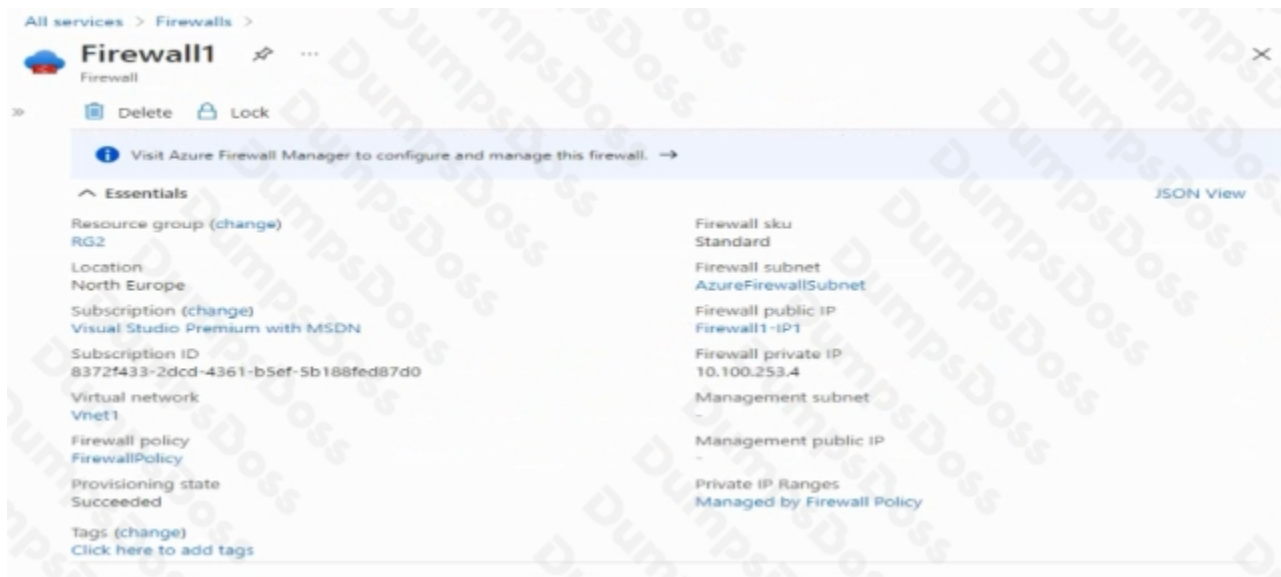 All services > Firewalls >
Firewall1
Firewall
Delete Lock
Visit Azure Firewall Manager to configure and manage this firewall. →
Essentials
JSON View
Resource group (change)
RG2
Location
North Europe
Subscription (change)
Visual Studio Premium with MSDN
Subscription ID
8372f433-2dcd-4361-b5ef-5b188fed87d0
Virtual network
Vnet1
Firewall policy
FirewallPolicy
Provisioning state
Succeeded
Tags (change)
Click here to add tags
Firewall sku
Standard
Firewall subnet
AzureFirewallSubnet
Firewall public IP
Firewall1-IP1
Firewall private IP
10.100.253.4
Management subnet
-
Management public IP
-
Private IP Ranges
Managed by Firewall Policy
DumpsDoss